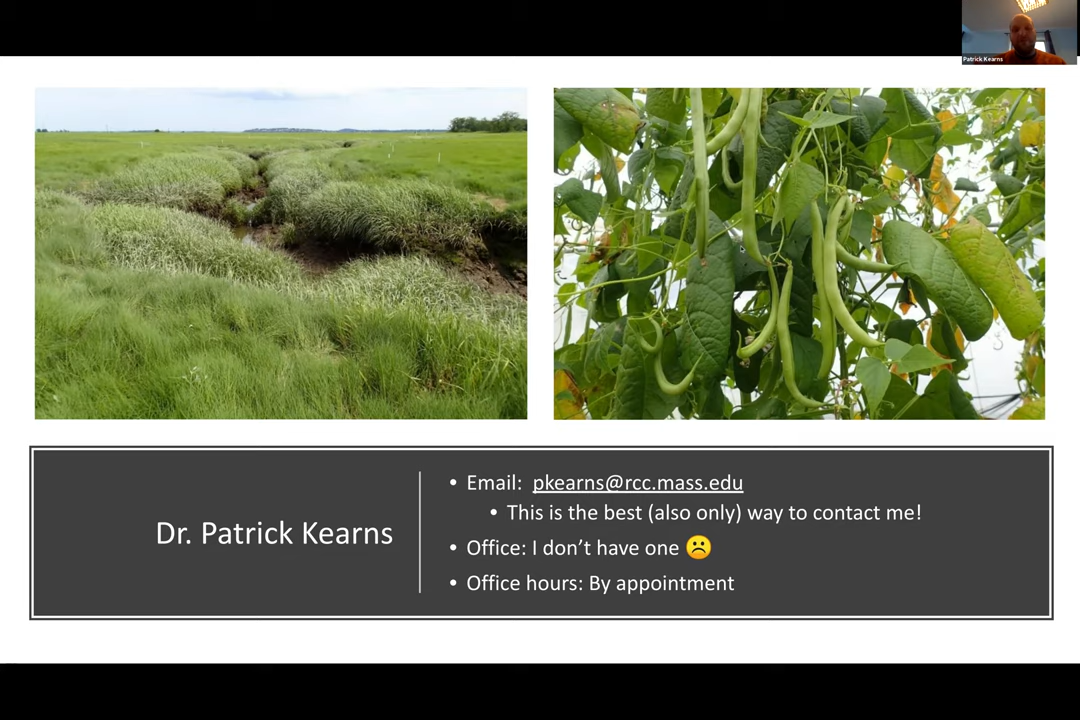 Patrick Kearns
Dr. Patrick Kearns
• Email: pkearns@rcc.mass.edu
• This is the best (also only) way to contact me!
• Office: I don’t have one ☹️
• Office hours: By appointment